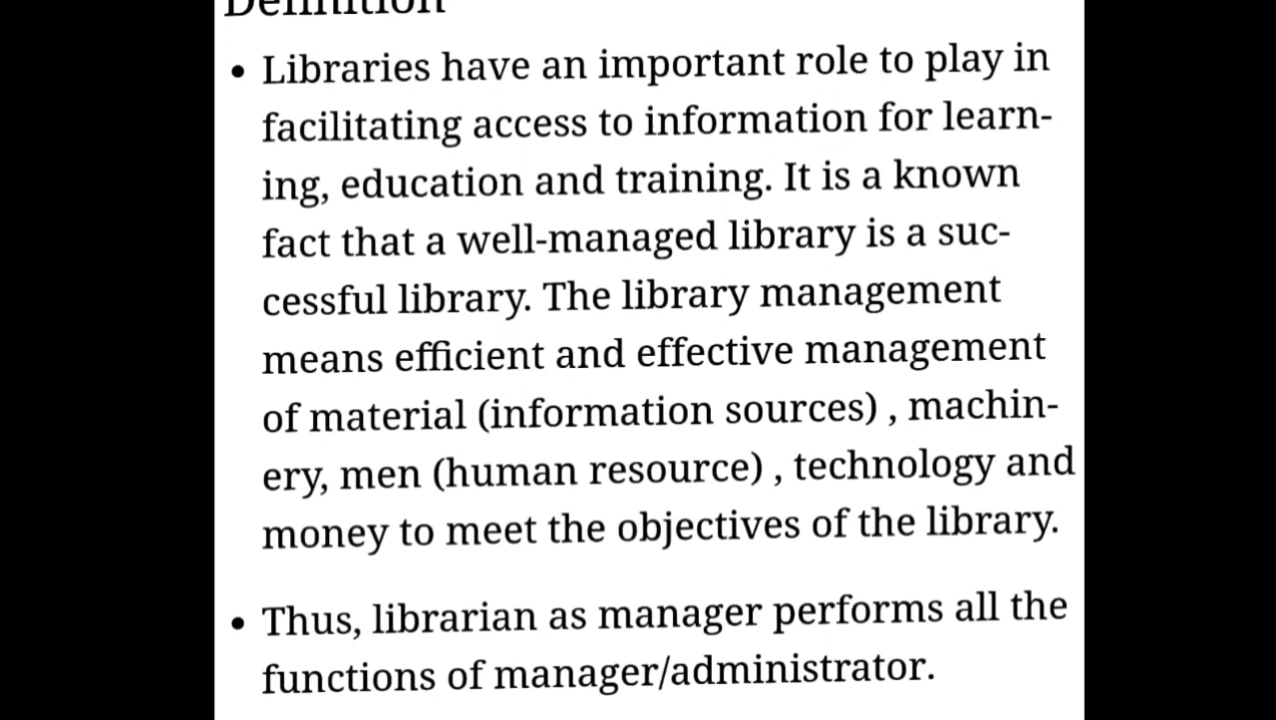 Definition
• Libraries have an important role to play in
facilitating access to information for learn-
ing, education and training. It is a known
fact that a well-managed library is a suc-
cessful library. The library management
means efficient and effective management
of material (information sources) , machin-
ery, men (human resource) , technology and
money to meet the objectives of the library.
• Thus, librarian as manager performs all the
functions of manager/administrator.